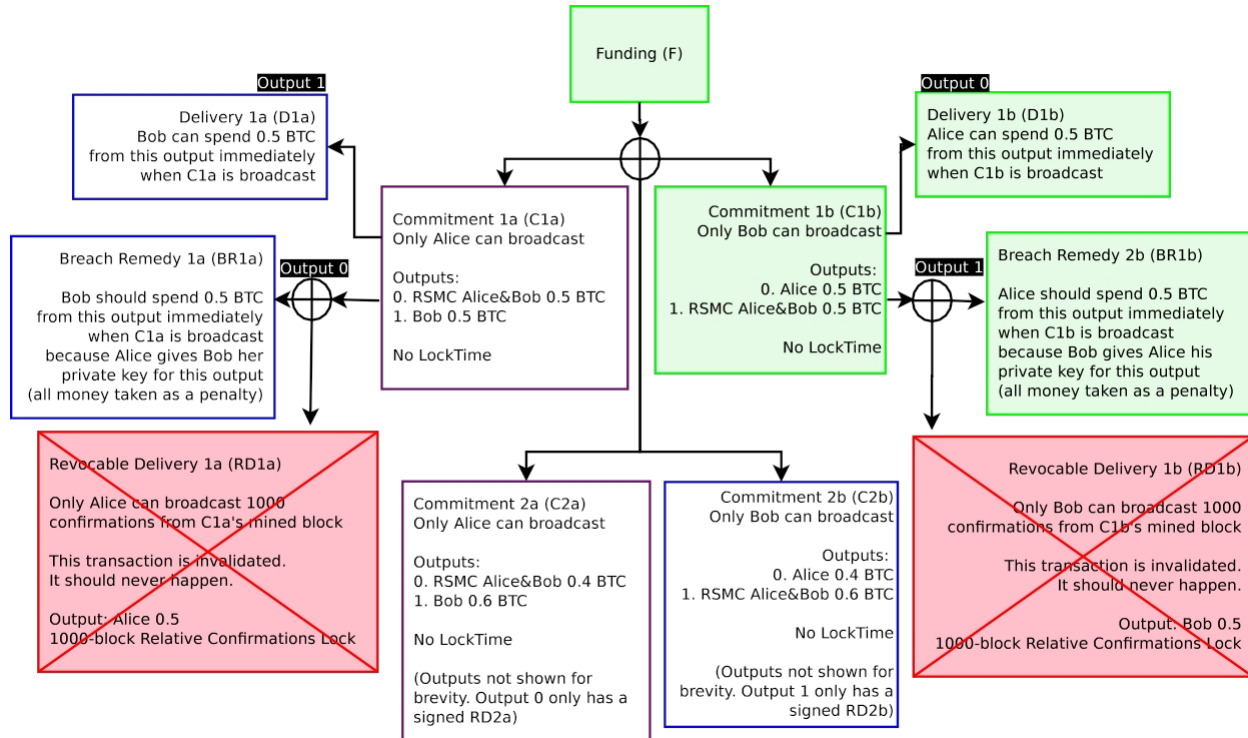 Funding (F)
Output 1
Delivery 1a (D1a)
Bob can spend 0.5 BTC
from this output immediately
when C1a is broadcast
Output 0
Delivery 1b (D1b)
Alice can spend 0.5 BTC
from this output immediately
when C1b is broadcast
Commitment 1a (C1a)
Only Alice can broadcast
Outputs:
0. RSMC Alice&Bob 0.5 BTC
1. Bob 0.5 BTC
No LockTime
Commitment 1b (C1b)
Only Bob can broadcast
Outputs:
0. Alice 0.5 BTC
1. RSMC Alice&Bob 0.5 BTC
No LockTime
Breach Remedy 1a (BR1a)
Bob should spend 0.5 BTC
from this output immediately
when C1a is broadcast
because Alice gives Bob her
private key for this output
(all money taken as a penalty)
Output 0
Output 1
Breach Remedy 2b (BR1b)
Alice should spend 0.5 BTC
from this output immediately
when C1b is broadcast
because Bob gives Alice his
private key for this output
(all money taken as a penalty)
Revocable Delivery 1a (RD1a)
Only Alice can broadcast 1000
confirmations from C1a's mined block
This transaction is invalidated.
It should never happen.
Output: Alice 0.5
1000-block Relative Confirmations Lock
Commitment 2a (C2a)
Only Alice can broadcast
Outputs:
0. RSMC Alice&Bob 0.4 BTC
1. Bob 0.6 BTC
No LockTime
(Outputs not shown for
brevity. Output 0 only has a
signed RD2a)
Commitment 2b (C2b)
Only Bob can broadcast
Outputs:
0. Alice 0.4 BTC
1. RSMC Alice&Bob 0.6 BTC
No LockTime
(Outputs not shown for
brevity. Output 1 only has a
signed RD2b)
Revocable Delivery 1b (RD1b)
Only Bob can broadcast 1000
confirmations from C1b's mined block
This transaction is invalidated.
It should never happen.
Output: Bob 0.5
1000-block Relative Confirmations Lock